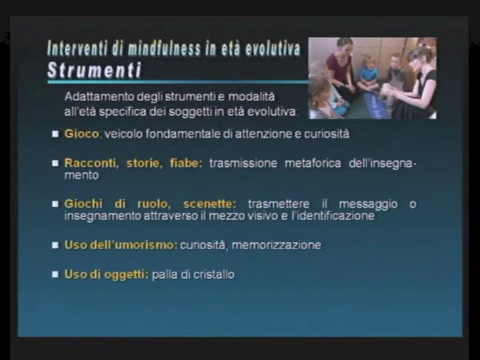 Interventi di mindfulness in età evolutiva
Strumenti
Adattamento degli strumenti e modalità
all'età specifica dei soggetti in età evolutiva:
Gioco: veicolo fondamentale di attenzione e curiosità
Racconti, storie, fiabe: trasmissione metaforica dell'insegna-
mento
Giochi di ruolo, scenette: trasmettere il messaggio o
insegnamento attraverso il mezzo visivo e l'identificazione
Uso dell'umorismo: curiosità, memorizzazione
Uso di oggetti: palla di cristallo